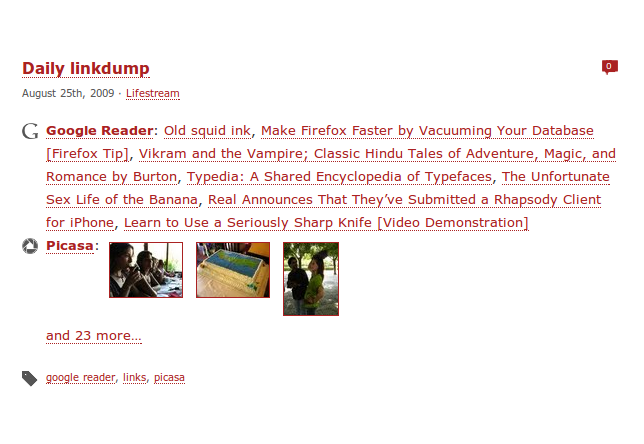 Daily linkdump
0
August 25th, 2009 · Lifestream
G Google Reader: Old squid ink, Make Firefox Faster by Vacuuming Your Database
[Firefox Tip], Vikram and the Vampire; Classic Hindu Tales of Adventure, Magic, and
Romance by Burton, Typedia: A Shared Encyclopedia of Typefaces, The Unfortunate
Sex Life of the Banana, Real Announces That They’ve Submitted a Rhapsody Client
for iPhone, Learn to Use a Seriously Sharp Knife [Video Demonstration]
Picasa:
and 23 more...
google reader, links, picasa